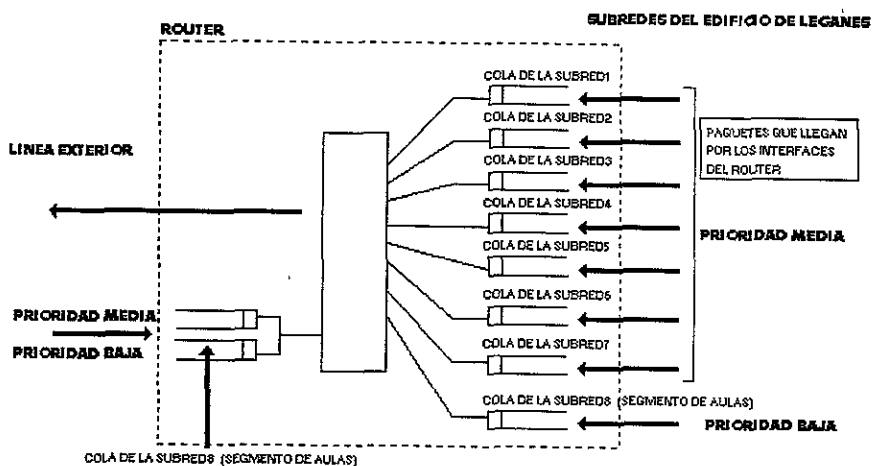 SUBREDES DEL EDIFICIO DE LEGANES
ROUTER
COLA DE LA SUBRED1
COLA DE LA SUBRED2
PAQUETES QUE LLEGAN
POR LOS INTERFACES
DEL ROUTER
LINEA EXTERIOR
COLA DE LA SUBRED3
COLA DE LA SUBRED4
PRIORIDAD MEDIA
COLA DE LA SUBRED5
COLA DE LA SUBRED6
PRIORIDAD MEDIA
PRIORIDAD BAJA
COLA DE LA SUBRED7
COLA DE LA SUBRED8 (SEGMENTO DE AULAS)
PRIORIDAD BAJA
COLA DE LA SUBRED8 (SEGMENTO DE AULAS)